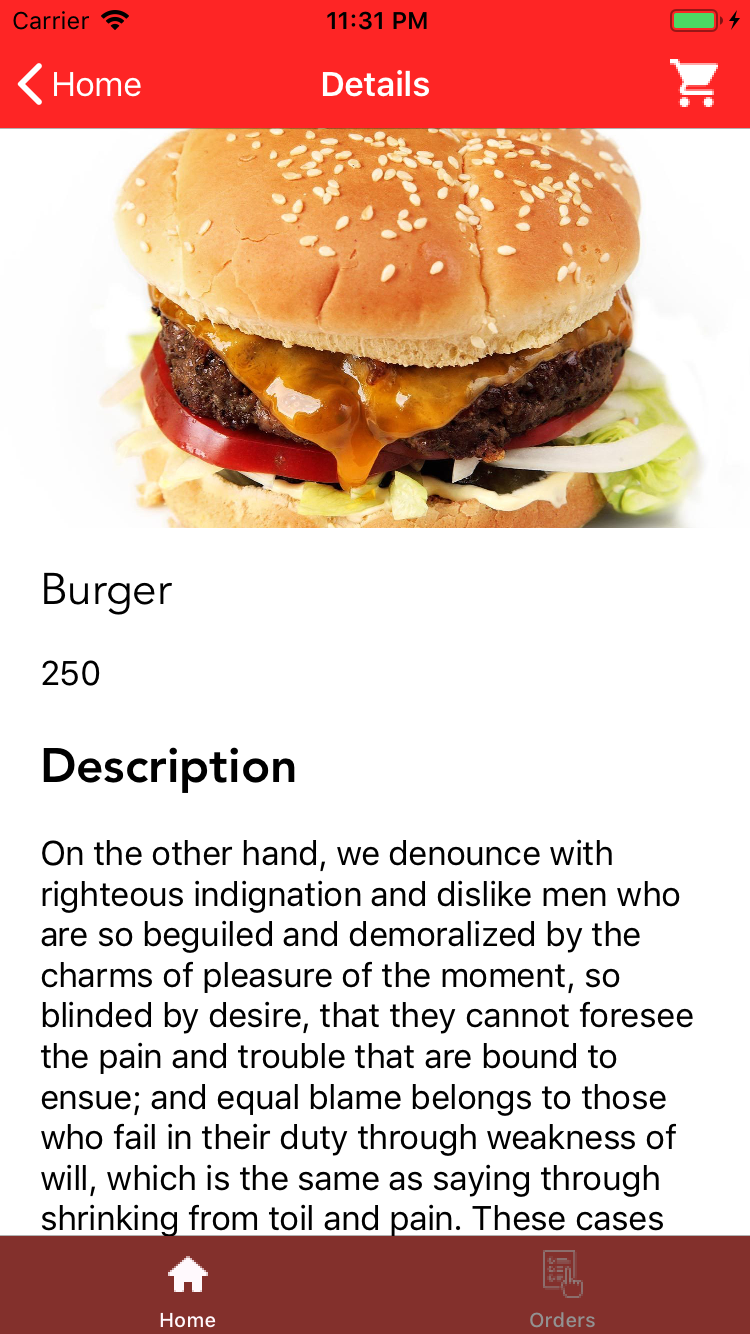 Carrier 11:31 PM
Home Details
Burger
250
Description
On the other hand, we denounce with
righteous indignation and dislike men who
are so beguiled and demoralized by the
charms of pleasure of the moment, so
blinded by desire, that they cannot foresee
the pain and trouble that are bound to
ensue; and equal blame belongs to those
who fail in their duty through weakness of
will, which is the same as saying through
shrinking from toil and pain. These cases
Home Orders